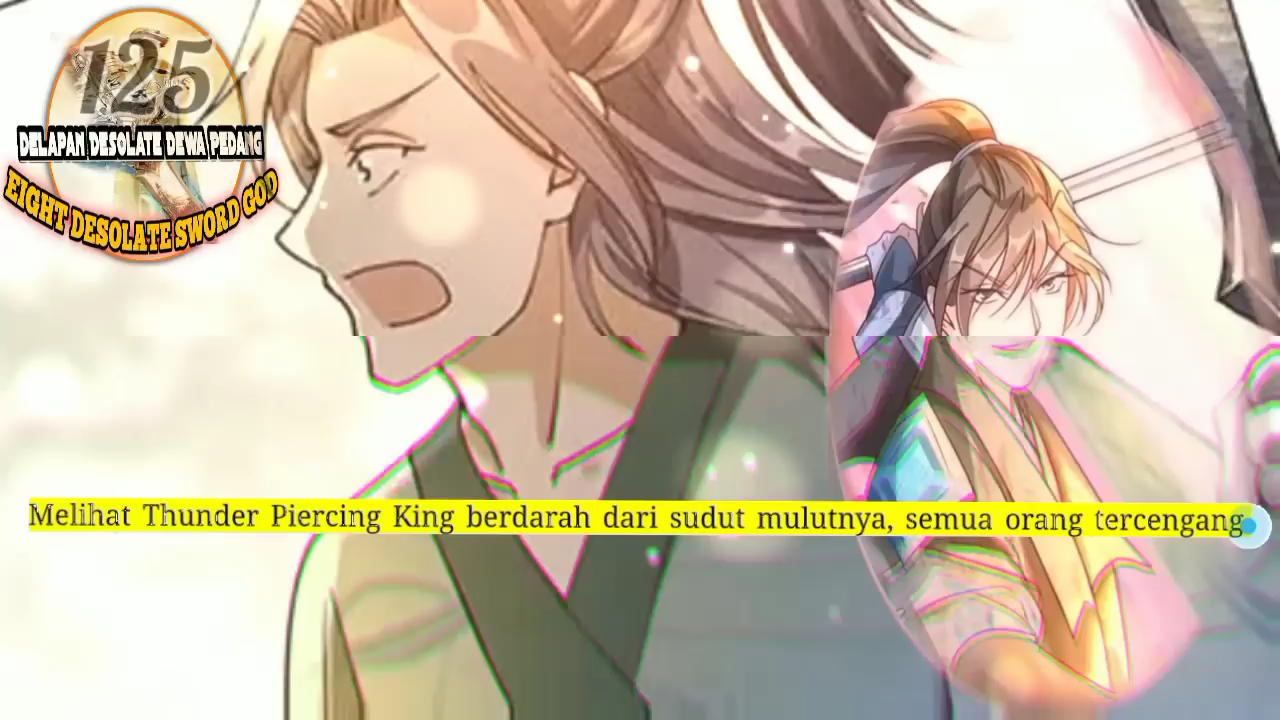 125
DELAPAN DESOLATE DEWA PEDANG
EIGHT DESOLATE SWORD GOD
Melihat Thunder Piercing King berdarah dari sudut mulutnya, semua orang tercengang